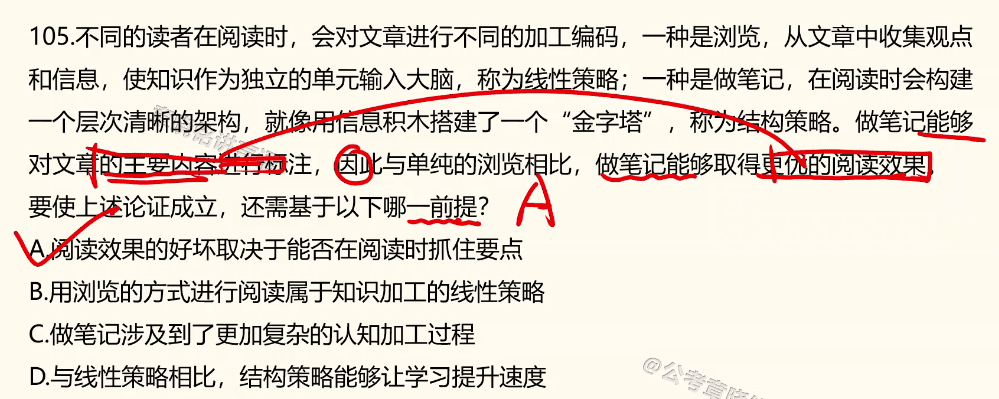 105.不同的读者在阅读时，会对文章进行不同的加工编码，一种是浏览，从文章中收集观点
和信息，使知识作为独立的单元输入大脑，称为线性策略；一种是做笔记，在阅读时会构建
一个层次清晰的架构，就像用信息积木搭建了一个“金字塔”，称为结构策略。做笔记能够
对文章的主要内容进行标注，因此与单纯的浏览相比，做笔记能够取得更优的阅读效果。
要使上述论证成立，还需基于以下哪一前提？
A
A.阅读效果的好坏取决于能否在阅读时抓住要点
B.用浏览的方式进行阅读属于知识加工的线性策略
C.做笔记涉及到了更加复杂的认知加工过程
D.与线性策略相比，结构策略能够让学习提升速度
@公考章晓